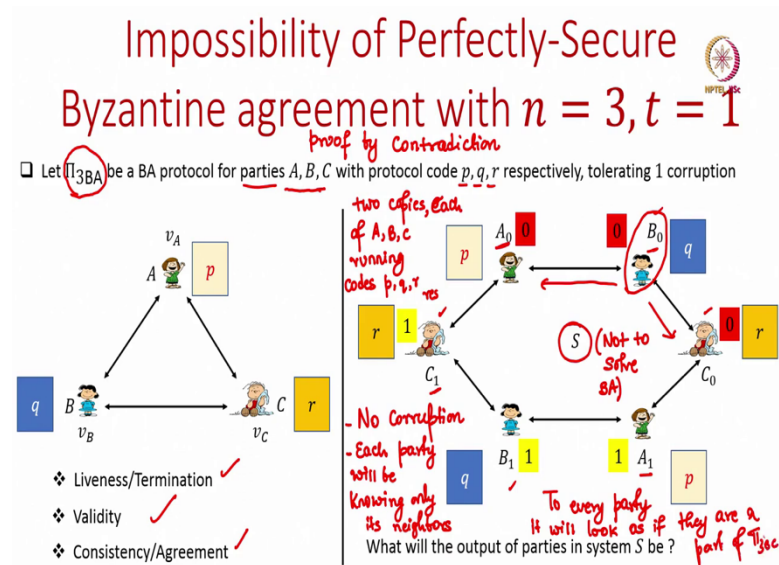 Impossibility of Perfectly-Secure
Byzantine agreement with n = 3, t = 1
NPTEL
proof by contradiction
Let Π3BA be a BA protocol for parties A, B, C with protocol code p, q, r respectively, tolerating 1 corruption
vA
A
p
q
B
vB
C
r
vC
Liveness/Termination
Validity
Consistency/Agreement
two copies, each
of A, B, C
running
codes p, q, r
res
p
A0
0
0
B0
q
r
1
C1
S
(Not to
solve
BA)
0
r
C0
- No Corruption
- Each party
will be
knowing only
its neighbors
B1
1
q
1
A1
p
To every party
It will look as if they are a
part of Π3BC
What will the output of parties in system S be ?